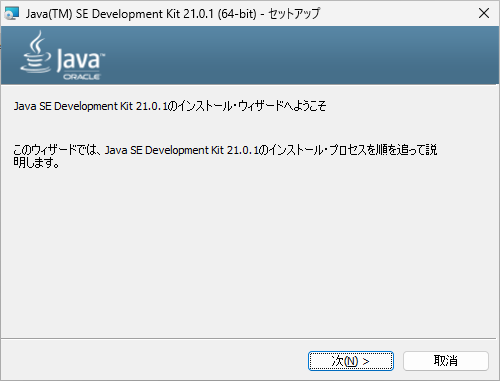 Java(TM) SE Development Kit 21.0.1 (64-bit) - セットアップ
Java™
ORACLE
Java SE Development Kit 21.0.1のインストール・ウィザードへようこそ
このウィザードでは、Java SE Development Kit 21.0.1のインストール・プロセスを順を追って説
明します。
次(N) >
取消